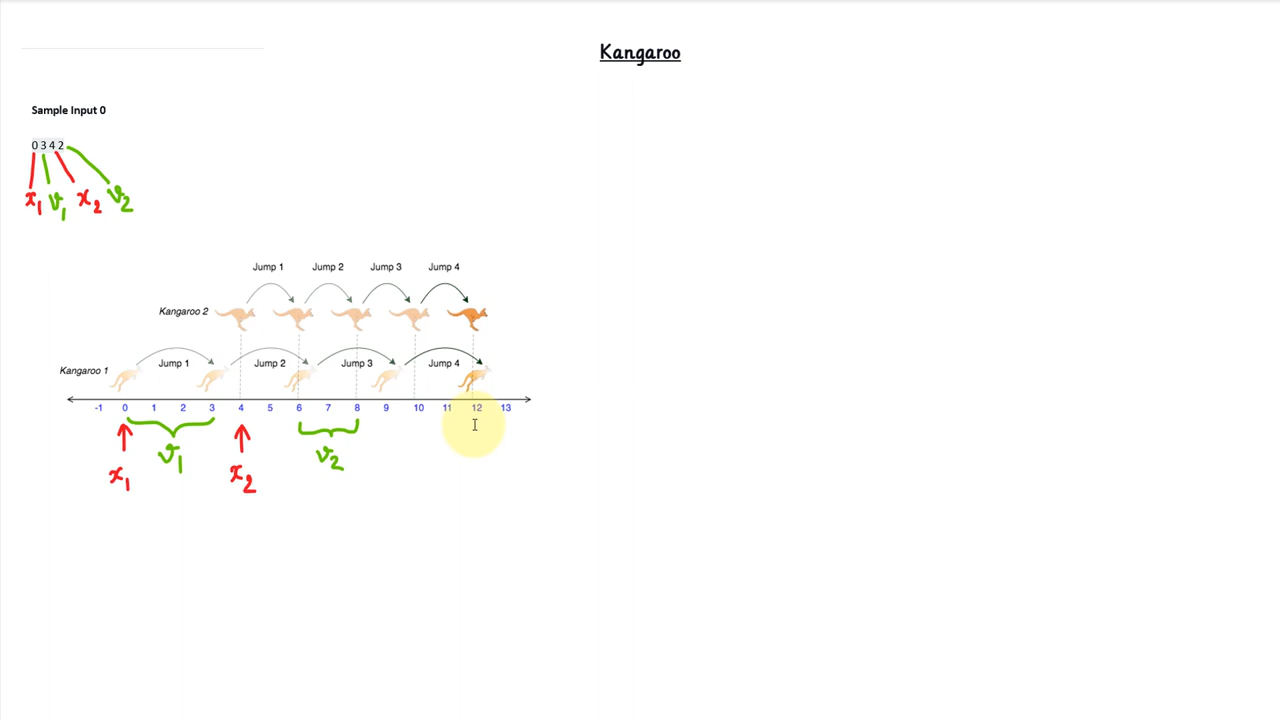 Kangaroo
Sample Input 0
0 3 4 2
x1 v1 x2 v2
Jump 1 Jump 2 Jump 3 Jump 4
Kangaroo 2
Jump 1 Jump 2 Jump 3 Jump 4
Kangaroo 1
-1 0 1 2 3 4 5 6 7 8 9 10 11 12 13
x1 v1 x2 v2